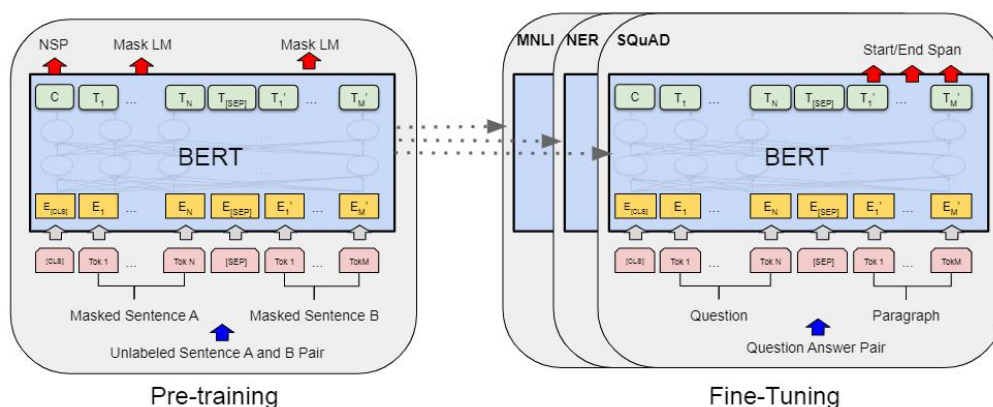 NSP Mask LM Mask LM
C T1 ... TN T[SEP] T1' ... TM'
BERT
E[CLS] E1 ... EN E[SEP] E1' ... EM'
[CLS] Tok 1 ... Tok N [SEP] Tok 1 ... TokM
Masked Sentence A Masked Sentence B
Unlabeled Sentence A and B Pair
Pre-training
MNLI NER SQuAD
Start/End Span
C T1 ... TN T[SEP] T1' ... TM'
BERT
E[CLS] E1 ... EN E[SEP] E1' ... EM'
[CLS] Tok 1 ... Tok N [SEP] Tok 1 ... TokM
Question Paragraph
Question Answer Pair
Fine-Tuning